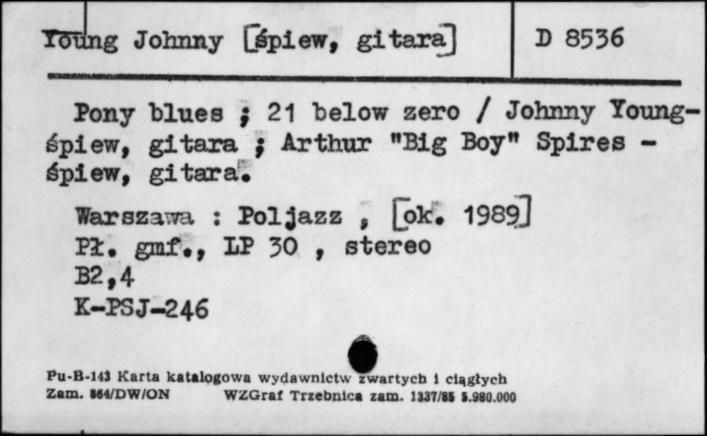 Young Johnny [śpiew, gitara]
D 8536
Pony blues ; 21 below zero / Johnny Young-
śpiew, gitara ; Arthur "Big Boy" Spires -
śpiew, gitara.
Warszawa : Poljazz , [ok. 1989]
Pł. gmf., LP 30 , stereo
B2,4
K-PSJ-246
Pu-B-143 Karta katalogowa wydawnictw zwartych i ciągłych
Zam. 864/DW/ON WZGraf Trzebnica zam. 1337/85 5.980.000